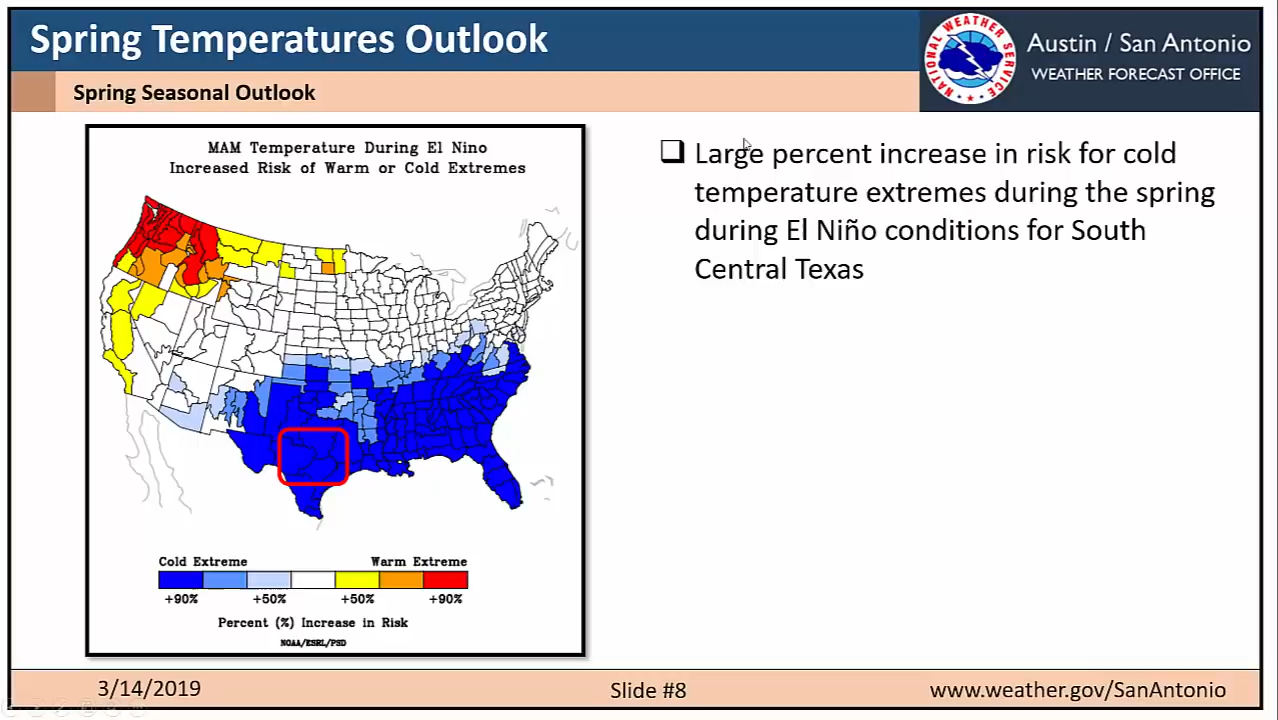 Spring Temperatures Outlook
Spring Seasonal Outlook
NATIONAL WEATHER SERVICE
Austin / San Antonio
WEATHER FORECAST OFFICE
MAM Temperature During El Nino
Increased Risk of Warm or Cold Extremes
Cold Extreme Warm Extreme
+90% +50% +50% +90%
Percent (%) Increase in Risk
NOAA/ESRL/PSD
Large percent increase in risk for cold
temperature extremes during the spring
during El Niño conditions for South
Central Texas
3/14/2019
Slide #8
www.weather.gov/SanAntonio